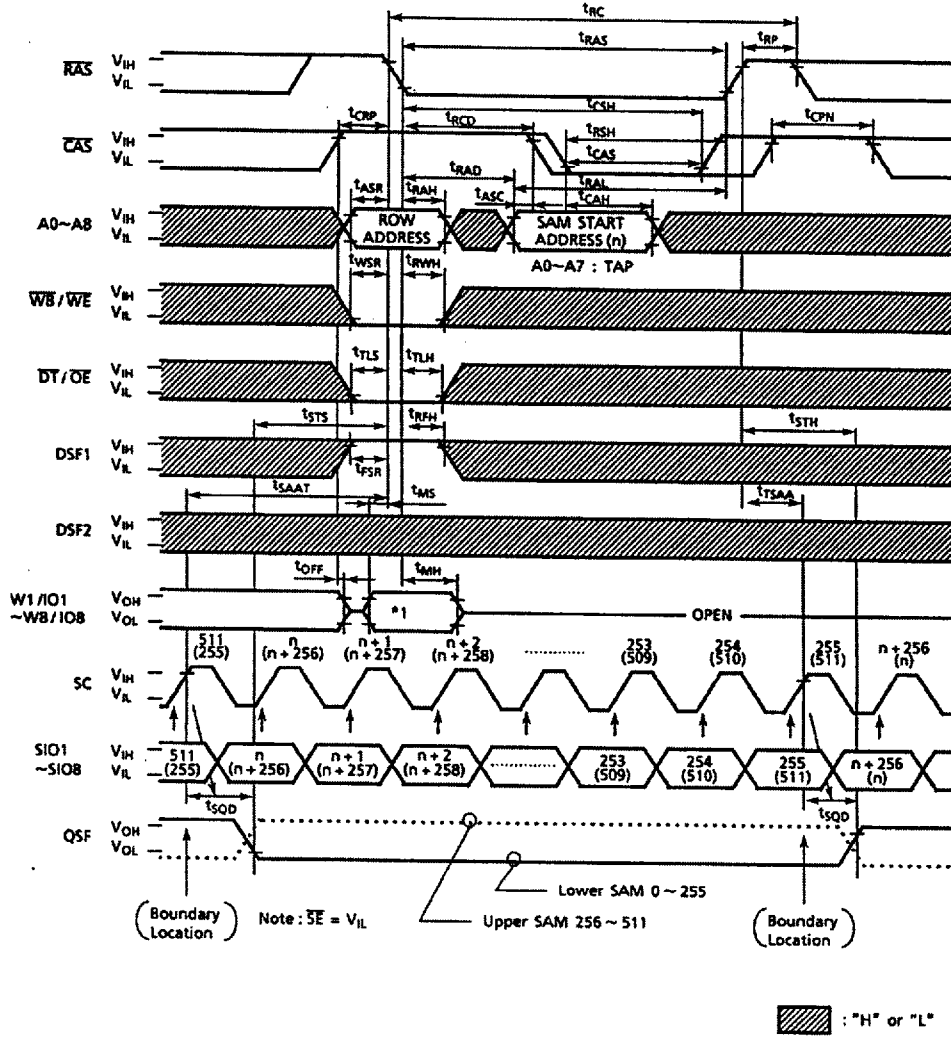 tRC
tRAS
tRP
RAS VIH
VIL
tCSH
tCRP
tRCD
tRSH
tCPN
CAS VIH
VIL
tCAS
tRAD
tRAL
tASR
tRAH
tASC
tCAH
A0~A8 VIH
VIL
ROW
ADDRESS
SAM START
ADDRESS (n)
A0~A7 : TAP
tWSR
tRWH
WB/WE VIH
VIL
tTLS
tTLH
DT/OE VIH
VIL
tSTS
tRFH
tSTH
DSF1 VIH
VIL
tFSR
tSAAT
tMS
tTSAA
DSF2 VIH
VIL
tOFF
tMH
W1/IO1
~W8/IO8
VOH
VOL
*1
OPEN
511
(255)
n
(n+256)
n+1
(n+257)
n+2
(n+258)
253
(509)
254
(510)
255
(511)
n+256
(n)
SC VIH
VIL
SIO1
~SIO8
VIH
VIL
511
(255)
n
(n+256)
n+1
(n+257)
n+2
(n+258)
253
(509)
254
(510)
255
(511)
n+256
(n)
tSQD
tSQD
QSF VOH
VOL
Lower SAM 0~255
Upper SAM 256~511
(Boundary
Location)
Note : SE = VIL
(Boundary
Location)
: "H" or "L"